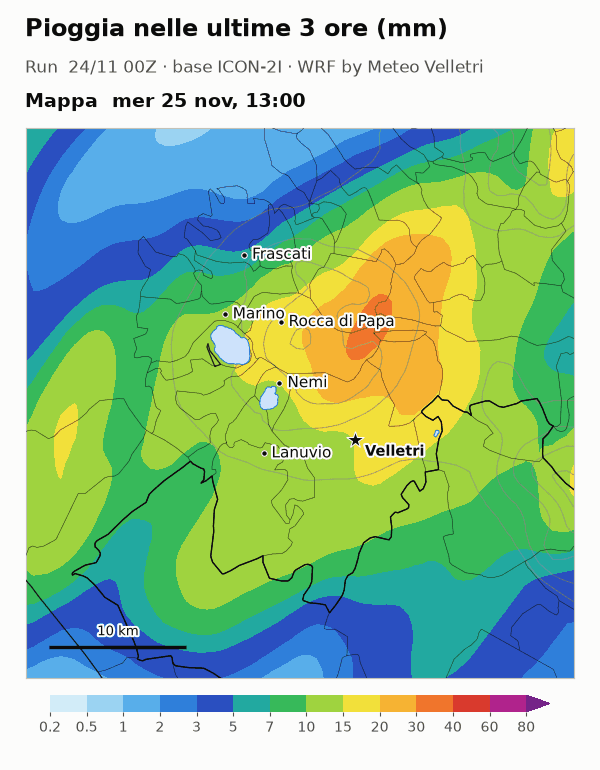 Pioggia nelle ultime 3 ore (mm)
Run  24/11 00Z · base ICON-2I · WRF by Meteo Velletri
Mappa  mer 25 nov, 13:00
Frascati
Marino
Rocca di Papa
Nemi
Velletri
Lanuvio
10 km
0.2 0.5 1 2 3 5 7 10 15 20 30 40 60 80